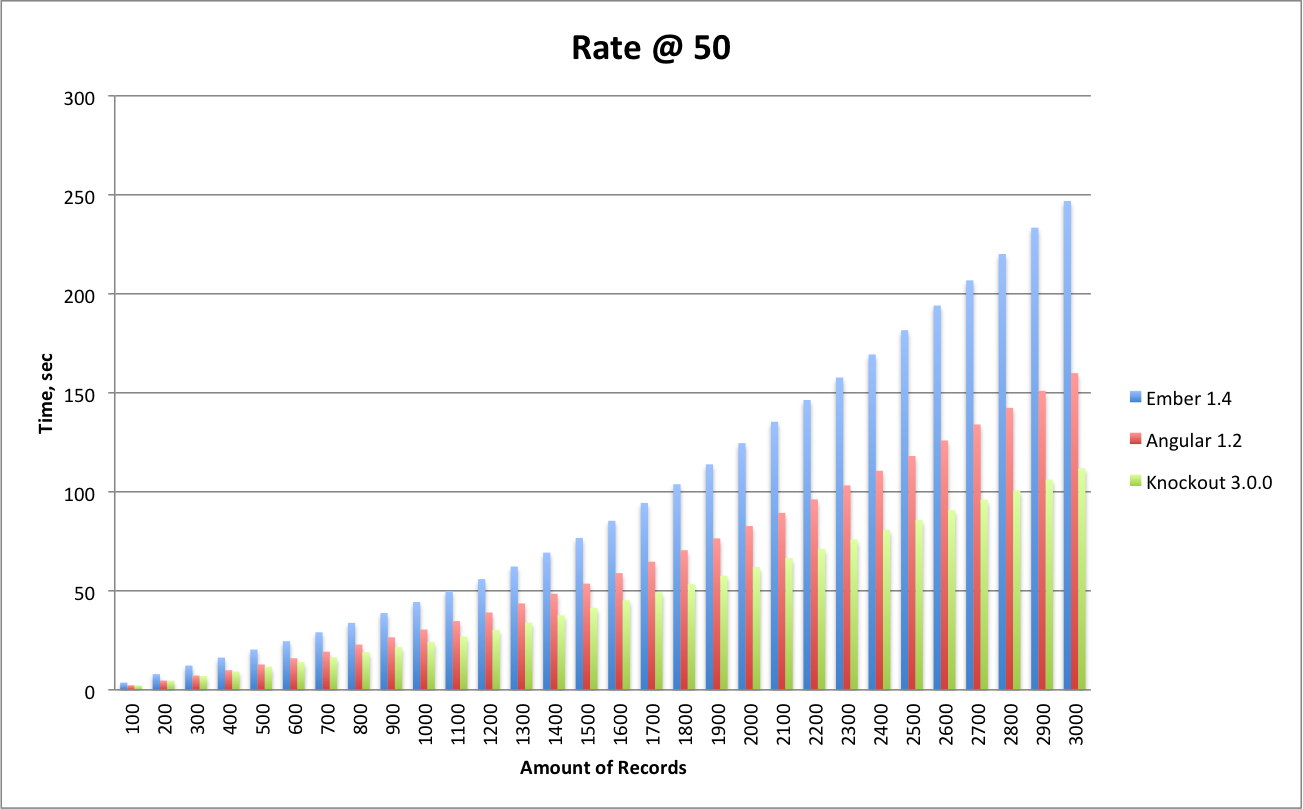 Rate @ 50
300
250
200
150
100
50
0
Time, sec
100 200 300 400 500 600 700 800 900 1000 1100 1200 1300 1400 1500 1600 1700 1800 1900 2000 2100 2200 2300 2400 2500 2600 2700 2800 2900 3000
Amount of Records
Ember 1.4
Angular 1.2
Knockout 3.0.0